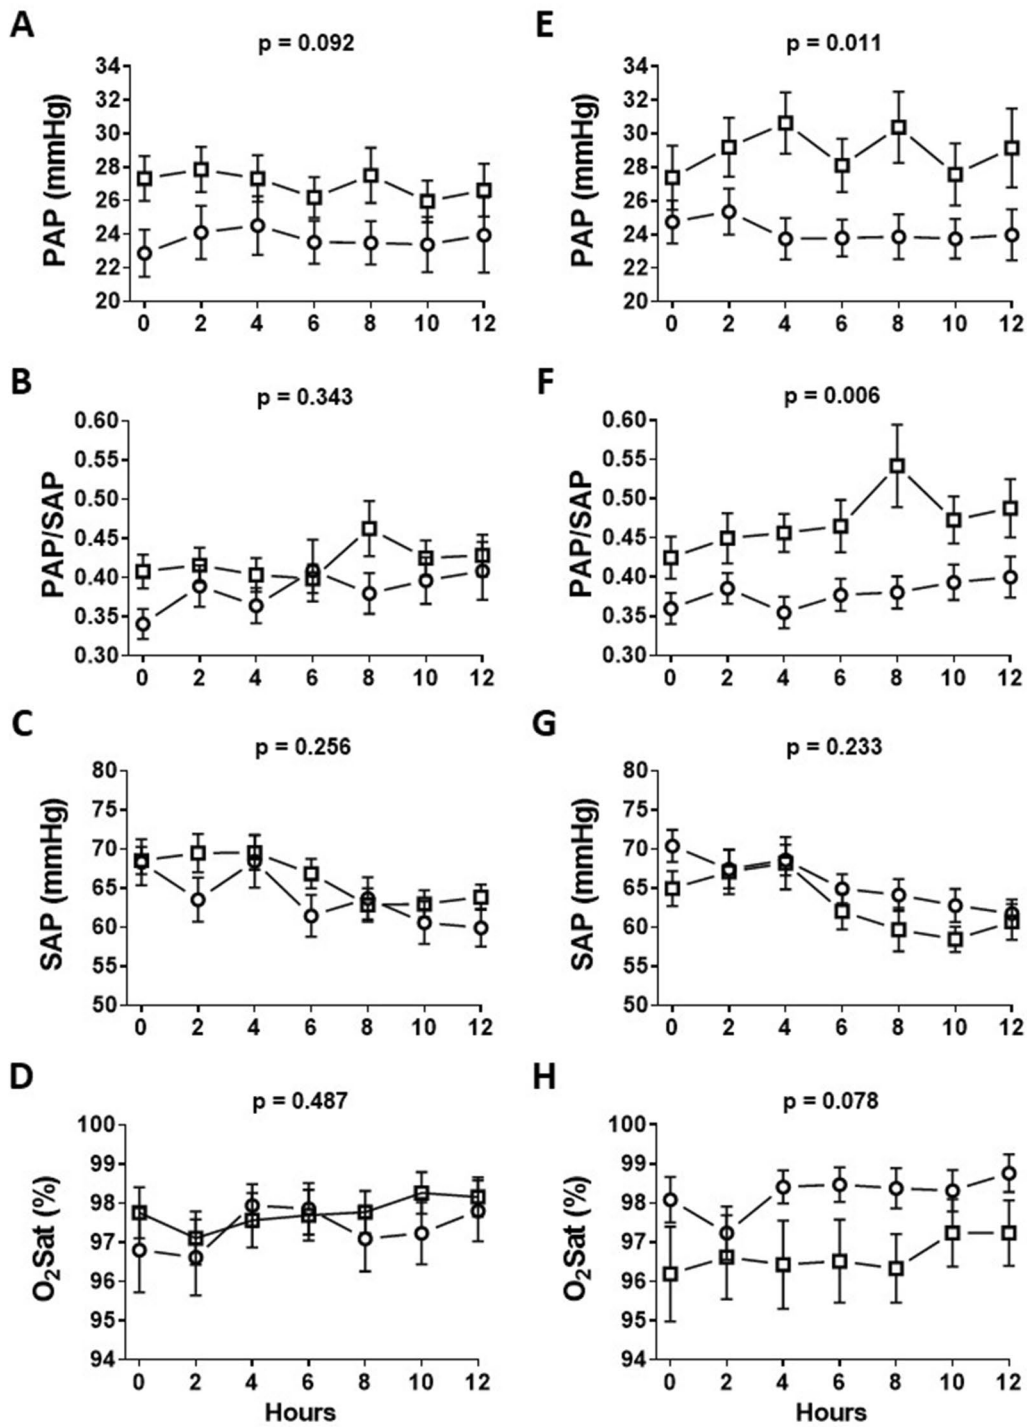 A
p = 0.092
PAP (mmHg)
34
32
30
28
26
24
22
20
0 2 4 6 8 10 12
E
p = 0.011
PAP (mmHg)
34
32
30
28
26
24
22
20
0 2 4 6 8 10 12
B
p = 0.343
PAP/SAP
0.60
0.55
0.50
0.45
0.40
0.35
0.30
0 2 4 6 8 10 12
F
p = 0.006
PAP/SAP
0.60
0.55
0.50
0.45
0.40
0.35
0.30
0 2 4 6 8 10 12
C
p = 0.256
SAP (mmHg)
80
75
70
65
60
55
50
0 2 4 6 8 10 12
G
p = 0.233
SAP (mmHg)
80
75
70
65
60
55
50
0 2 4 6 8 10 12
D
p = 0.487
O₂Sat (%)
100
99
98
97
96
95
94
0 2 4 6 8 10 12
Hours
H
p = 0.078
O₂Sat (%)
100
99
98
97
96
95
94
0 2 4 6 8 10 12
Hours